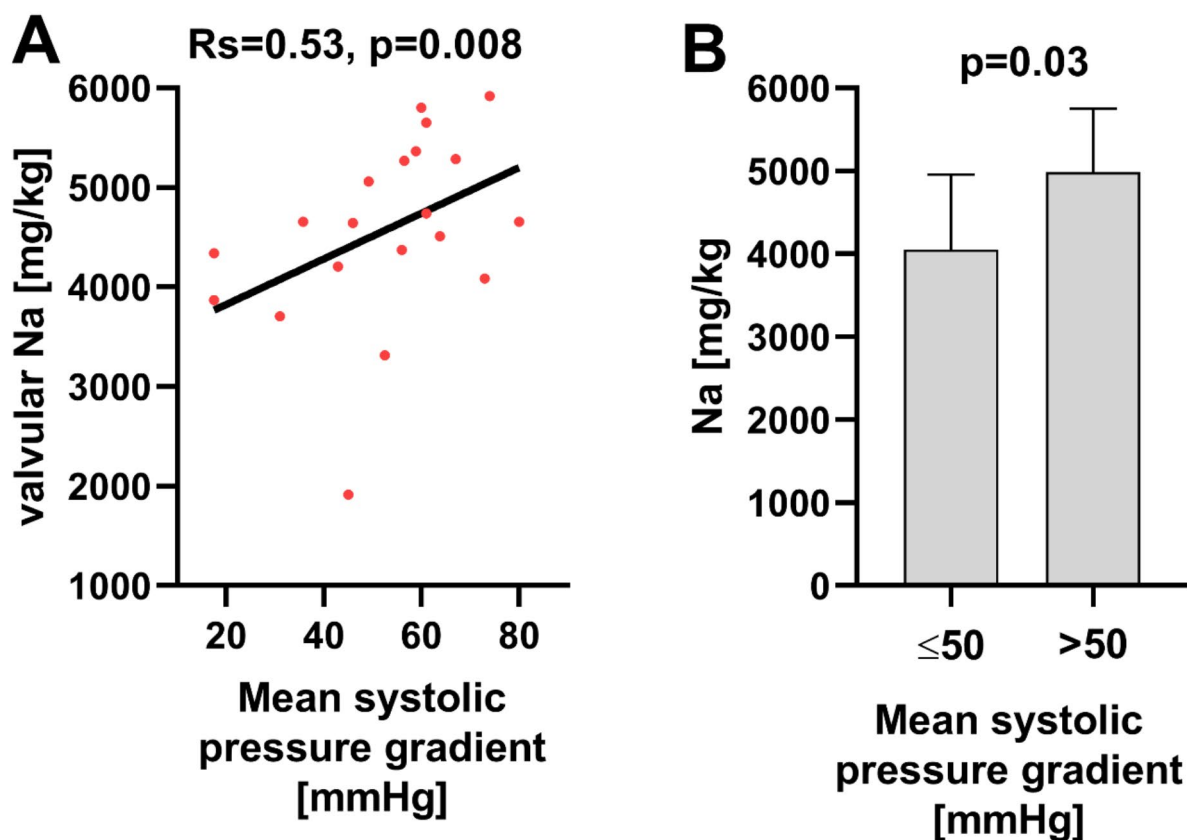 A
Rs=0.53, p=0.008
6000
5000
4000
3000
2000
1000
valvular Na [mg/kg]
20 40 60 80
Mean systolic
pressure gradient
[mmHg]
B
p=0.03
6000
5000
4000
3000
2000
1000
0
Na [mg/kg]
≤50 >50
Mean systolic
pressure gradient
[mmHg]